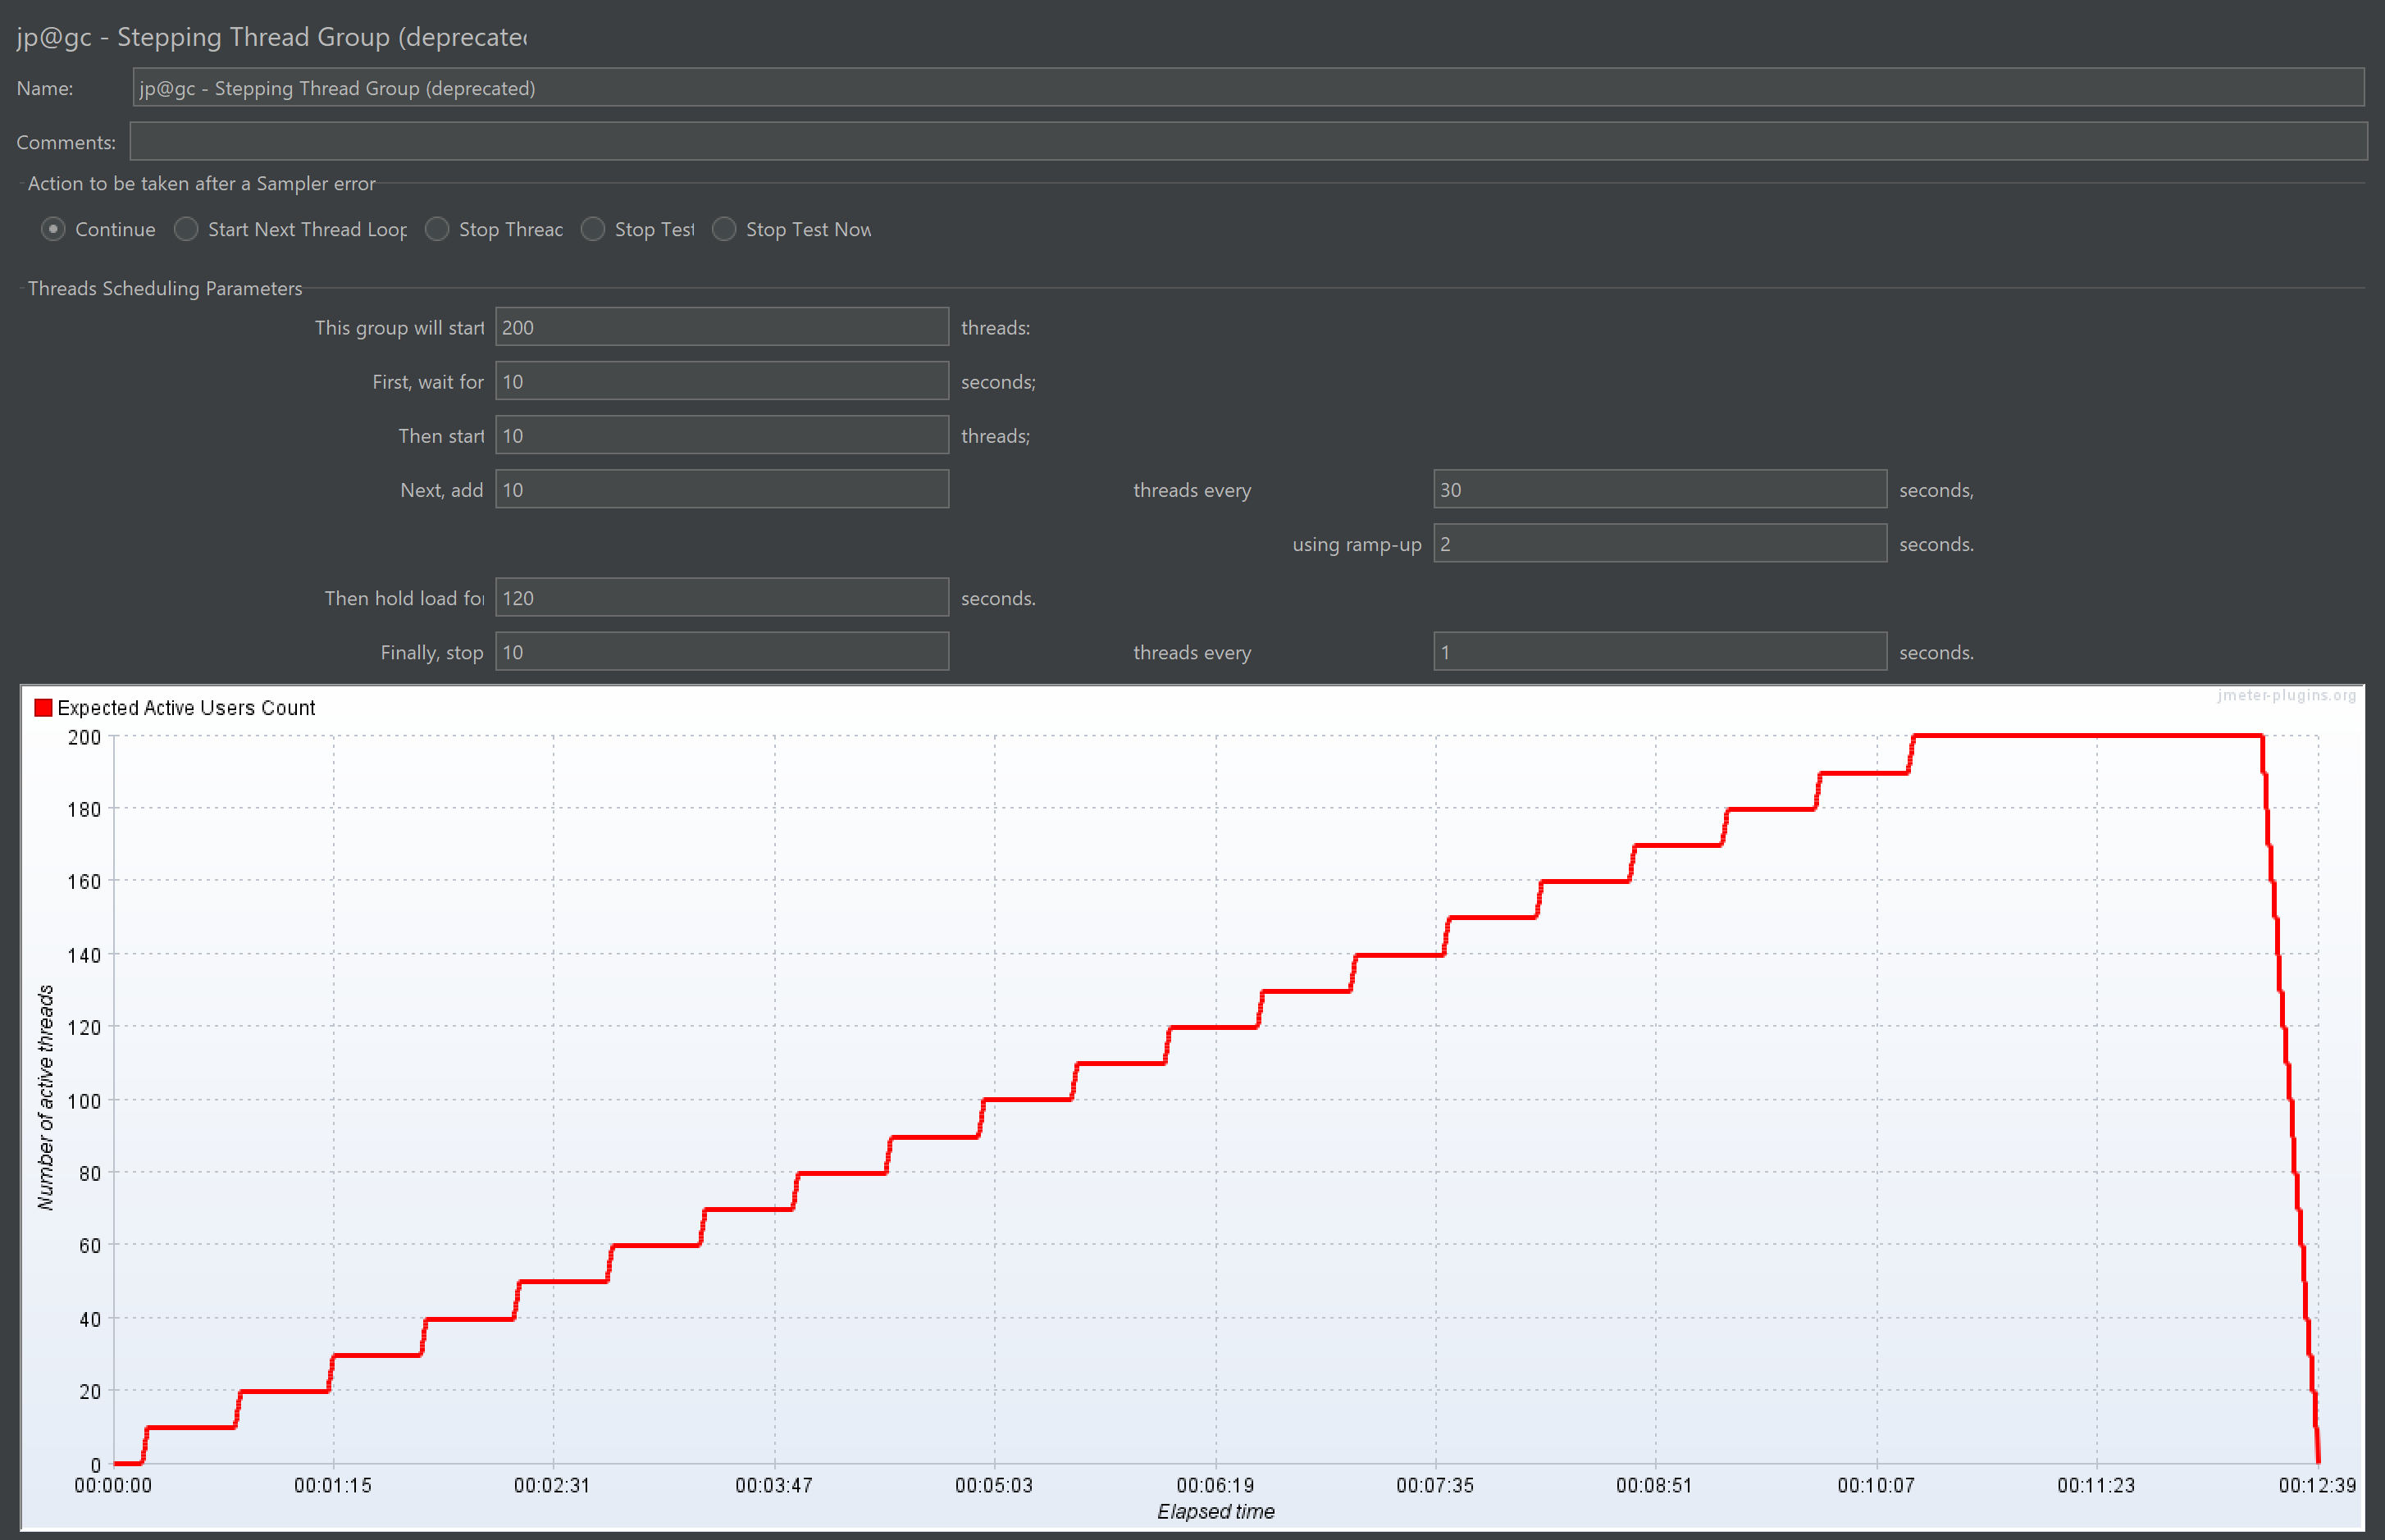 jp@gc - Stepping Thread Group (deprecated
Name: jp@gc - Stepping Thread Group (deprecated)
Comments:
Action to be taken after a Sampler error
Continue Start Next Thread Loop Stop Thread Stop Test Stop Test Now
Threads Scheduling Parameters
This group will start 200 threads:
First, wait for 10 seconds;
Then start 10 threads;
Next, add 10 threads every 30 seconds,
using ramp-up 2 seconds.
Then hold load for 120 seconds.
Finally, stop 10 threads every 1 seconds.
jmeter-plugins.org
Expected Active Users Count
200
180
160
140
120
100
80
60
40
20
0
Number of active threads
00:00:00 00:01:15 00:02:31 00:03:47 00:05:03 00:06:19 00:07:35 00:08:51 00:10:07 00:11:23 00:12:39
Elapsed time